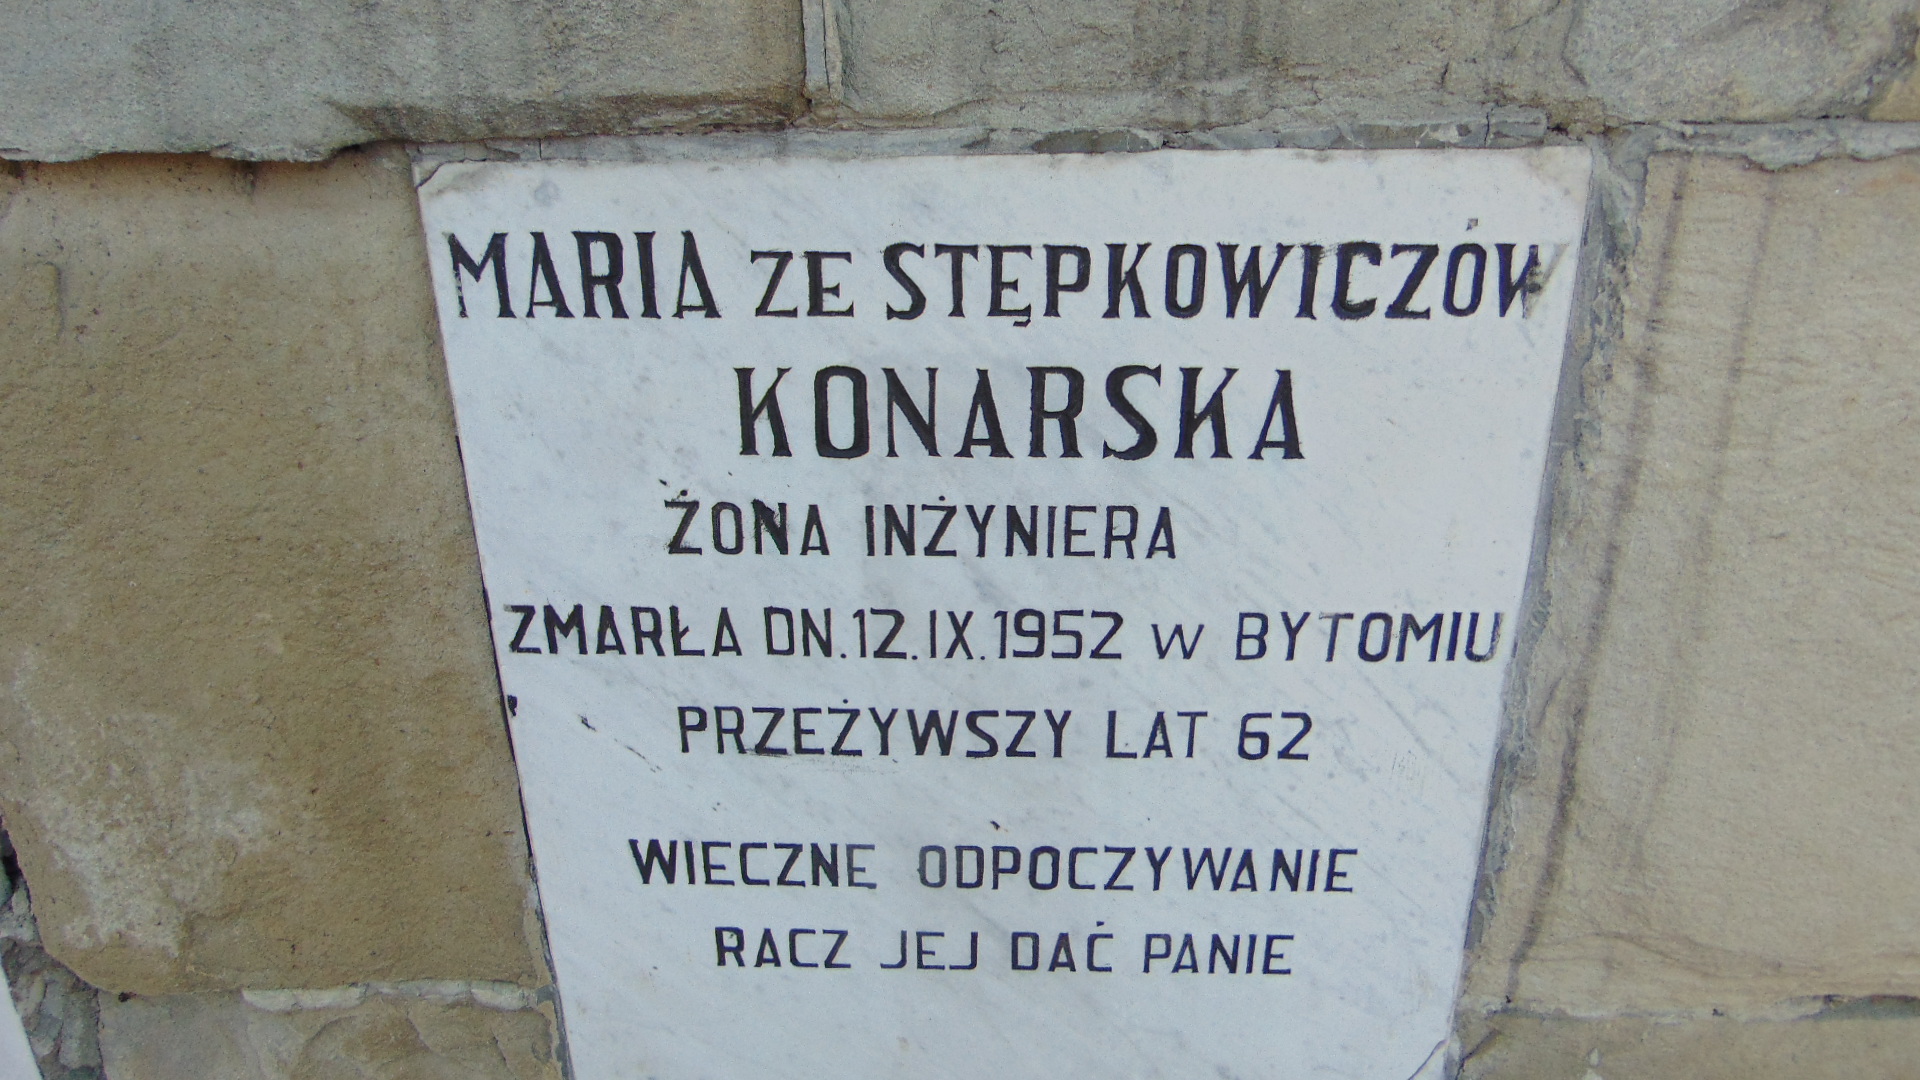 MARIA ZE STĘPKOWICZÓW
KONARSKA
ŻONA INŻYNIERA
ZMARŁA DN. 12. IX. 1952 W BYTOMIU
PRZEŻYWSZY LAT 62
WIECZNE ODPOCZYWANIE
RACZ JEJ DAĆ PANIE